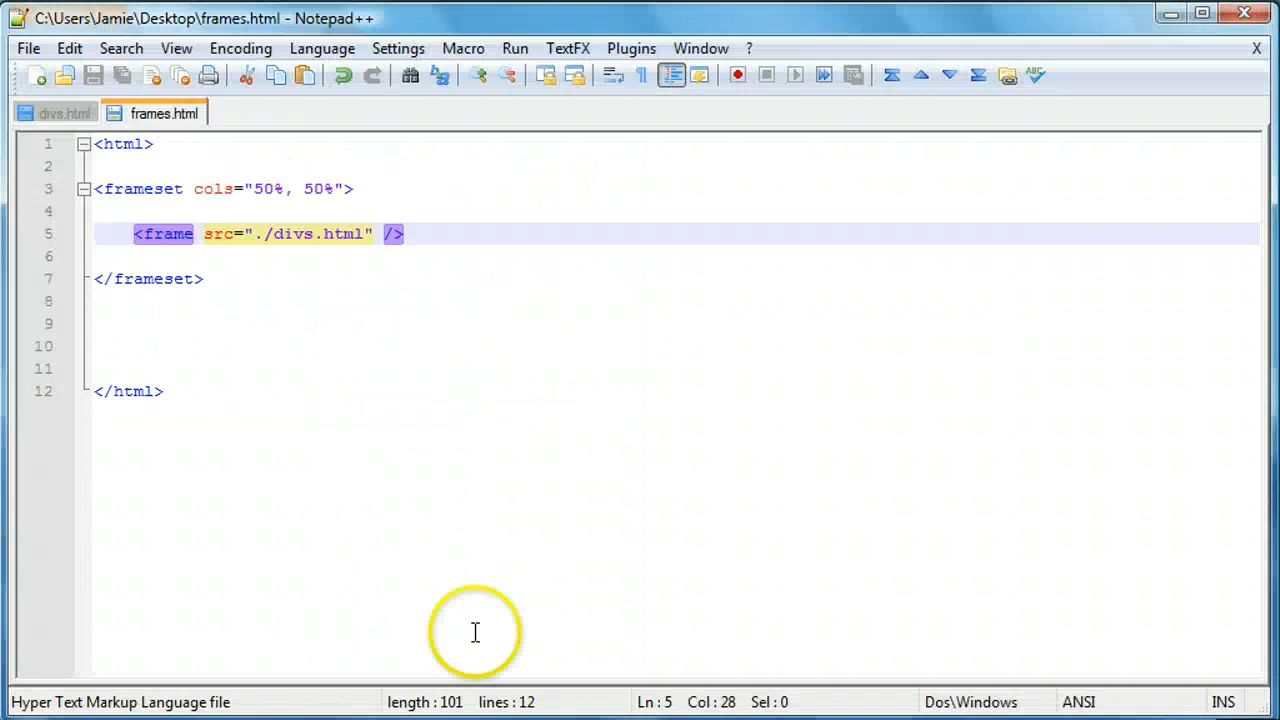 C:\Users\Jamie\Desktop\frames.html - Notepad++
File Edit Search View Encoding Language Settings Macro Run TextFX Plugins Window ? X
ABC
divs.html frames.html
1 <html>
2
3 <frameset cols="50%, 50%">
4
5 <frame src="./divs.html" />
6
7 </frameset>
8
9
10
11
12 </html>
Hyper Text Markup Language file length : 101 lines : 12 Ln : 5 Col : 28 Sel : 0 Dos\Windows ANSI INS